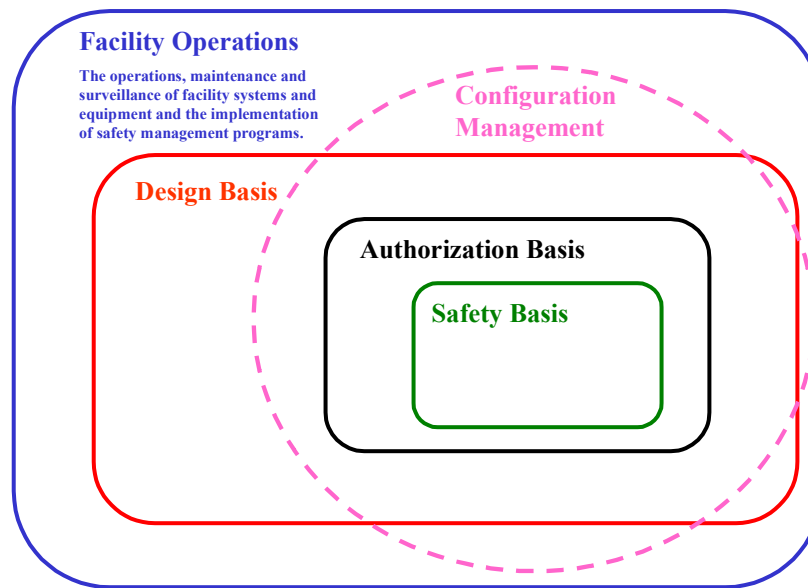 Facility Operations
The operations, maintenance and
surveillance of facility systems and
equipment and the implementation
of safety management programs.
Configuration
Management
Design Basis
Authorization Basis
Safety Basis